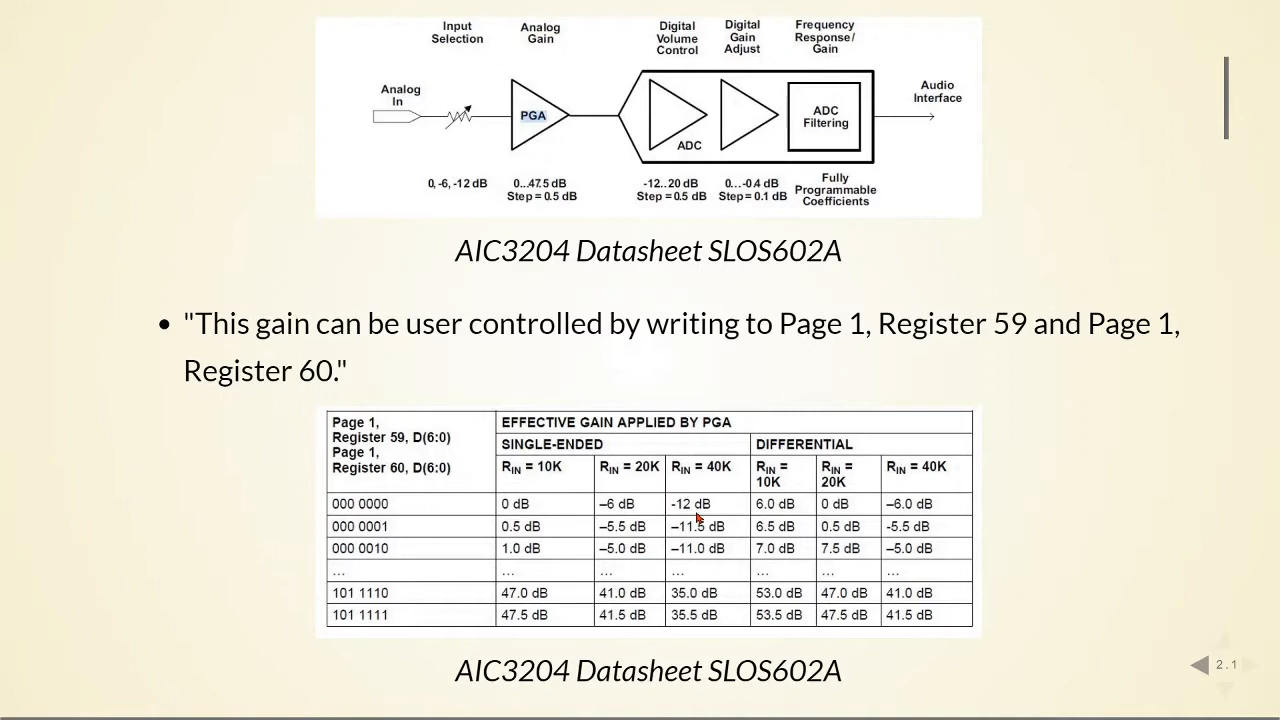 Input Selection
Analog Gain
Digital Volume Control
Digital Gain Adjust
Frequency Response/ Gain
Analog In
PGA
ADC
ADC Filtering
Audio Interface
0, -6, -12 dB
0...47.5 dB
Step = 0.5 dB
-12..20 dB
Step = 0.5 dB
0...-0.4 dB
Step = 0.1 dB
Fully Programmable Coefficients
AIC3204 Datasheet SLOS602A
• "This gain can be user controlled by writing to Page 1, Register 59 and Page 1,
Register 60."
Page 1,
Register 59, D(6:0)
Page 1,
Register 60, D(6:0)
EFFECTIVE GAIN APPLIED BY PGA
SINGLE-ENDED DIFFERENTIAL
RIN = 10K RIN = 20K RIN = 40K RIN = 10K RIN = 20K RIN = 40K
000 0000 0 dB –6 dB -12 dB 6.0 dB 0 dB –6.0 dB
000 0001 0.5 dB –5.5 dB –11.5 dB 6.5 dB 0.5 dB -5.5 dB
000 0010 1.0 dB –5.0 dB –11.0 dB 7.0 dB 7.5 dB –5.0 dB
... ... ... ... ... ... ...
101 1110 47.0 dB 41.0 dB 35.0 dB 53.0 dB 47.0 dB 41.0 dB
101 1111 47.5 dB 41.5 dB 35.5 dB 53.5 dB 47.5 dB 41.5 dB
AIC3204 Datasheet SLOS602A
2.1